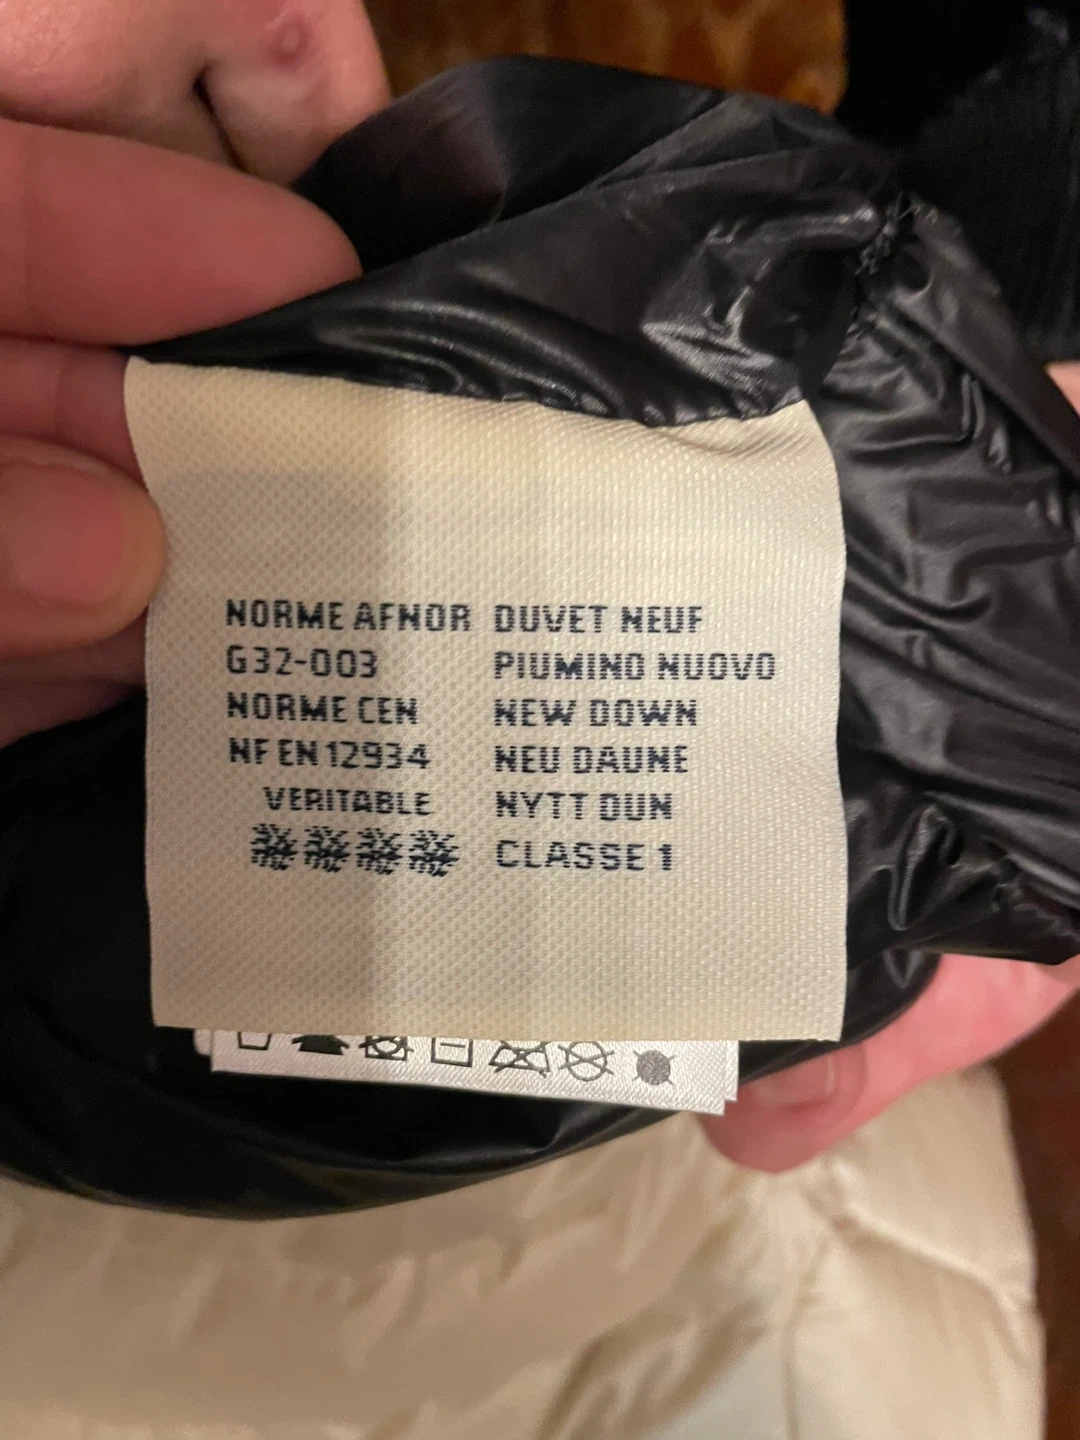 NORME AFNOR
G32-003
NORME CEN
NF EN 12934
VERITABLE
DUVET NEUF
PIUMINO NUOVO
NEW DOWN
NEU DAUNE
NYTT DUN
CLASSE 1